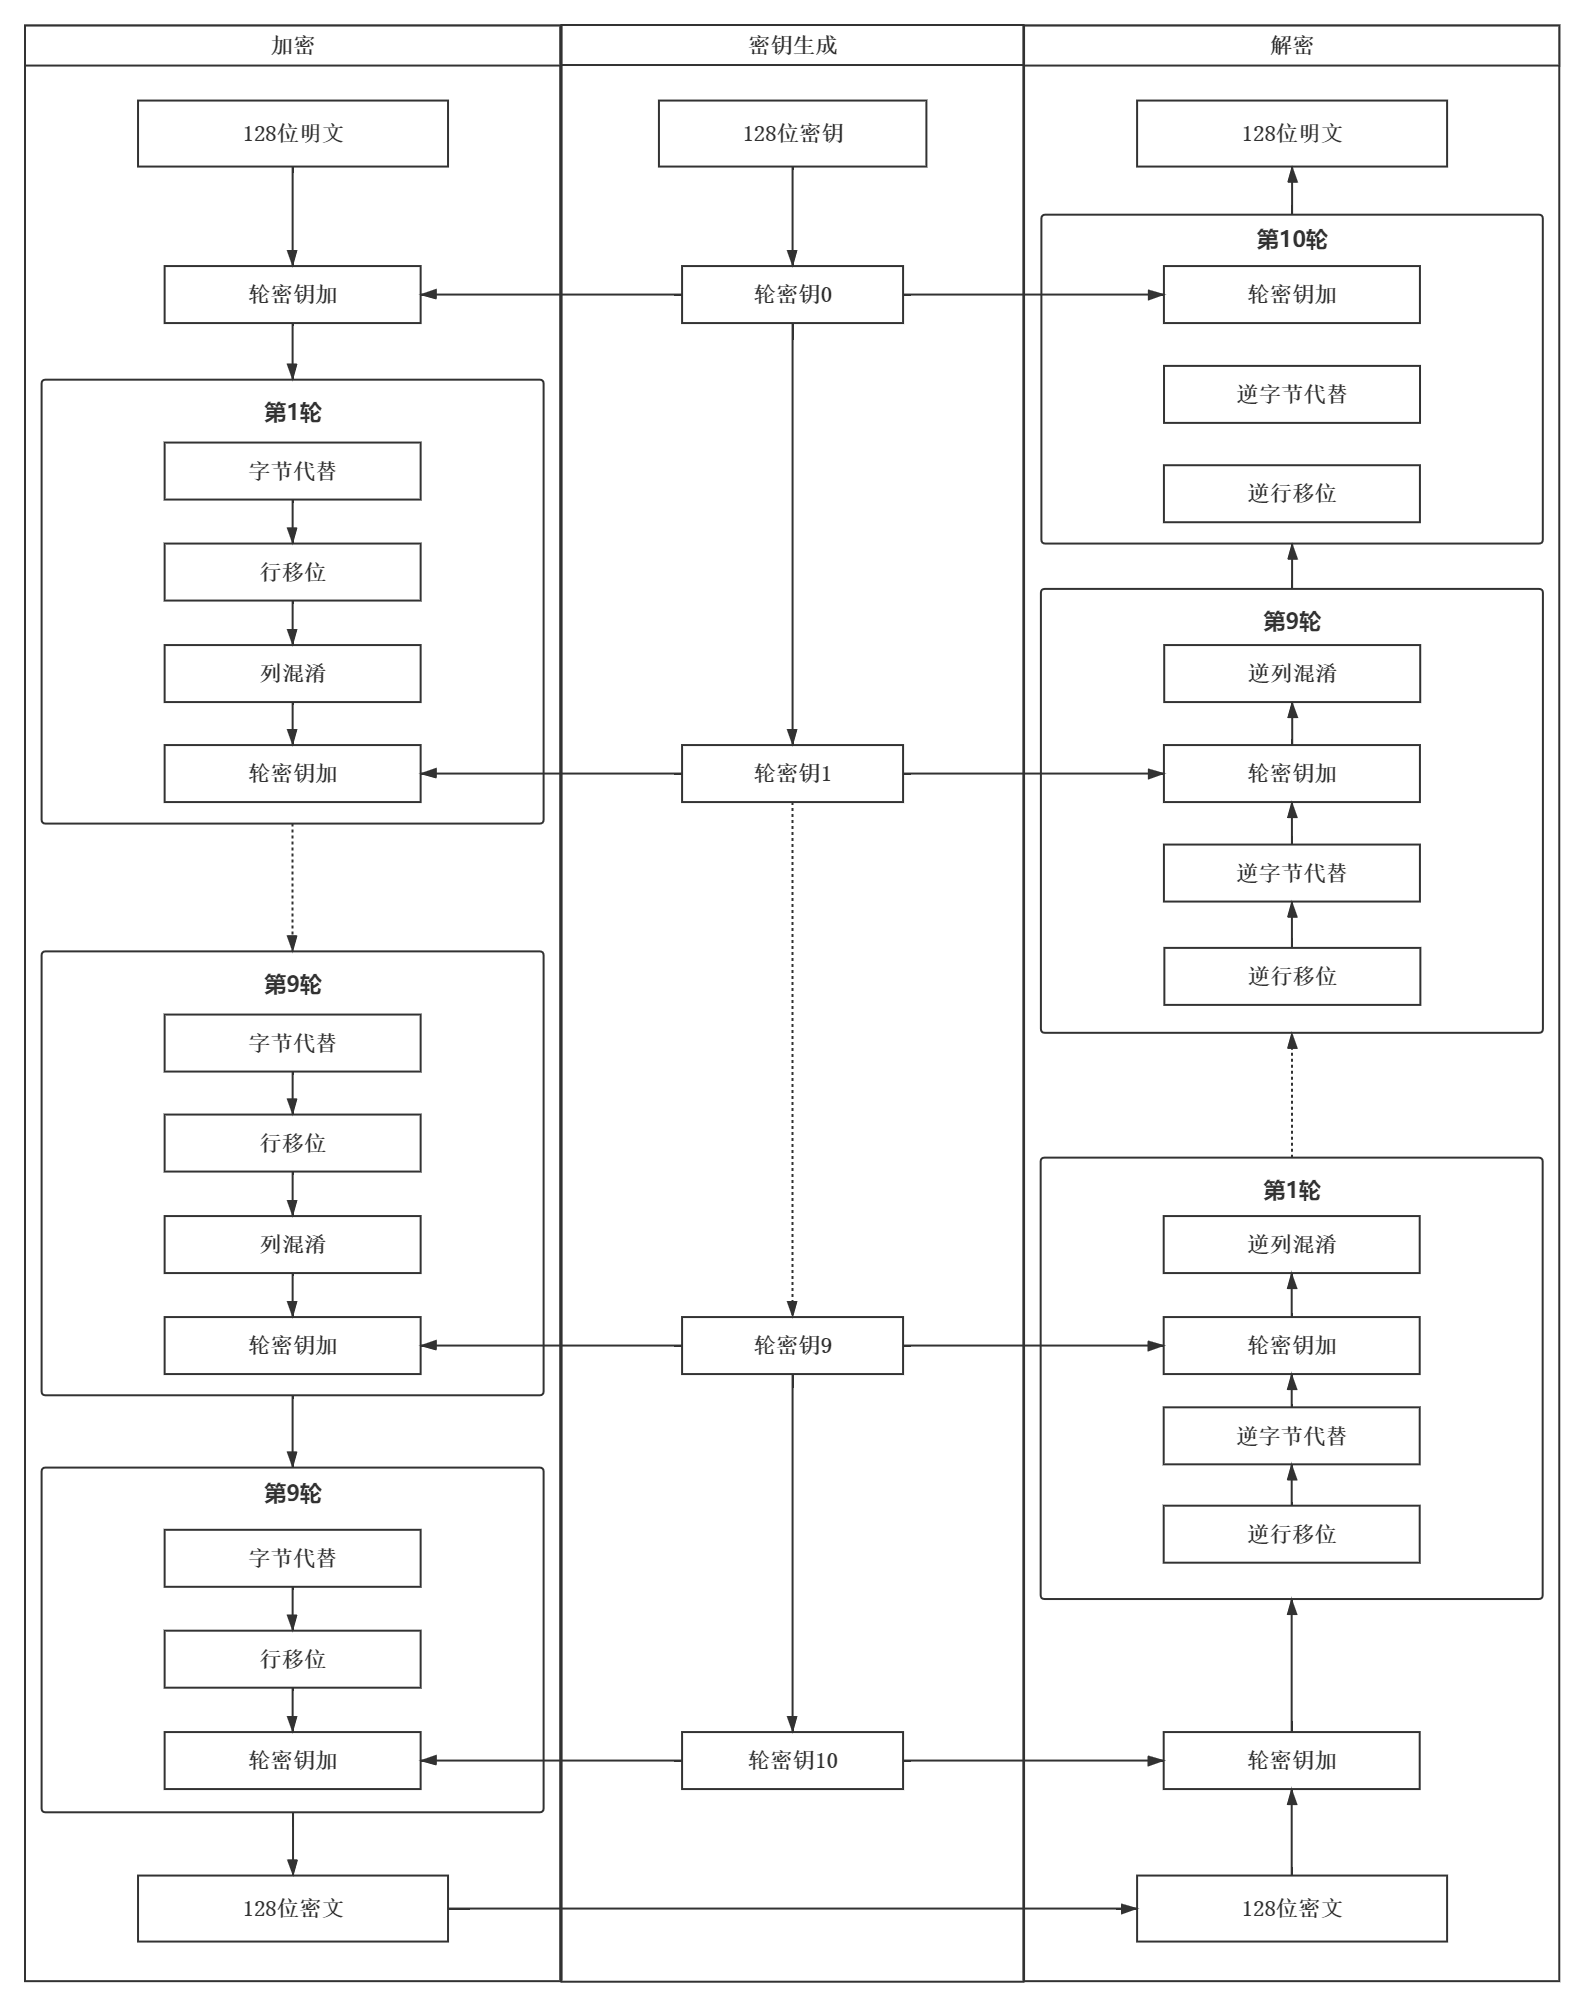 加密
128位明文
轮密钥加
第1轮
字节代替
行移位
列混淆
轮密钥加
第9轮
字节代替
行移位
列混淆
轮密钥加
第9轮
字节代替
行移位
轮密钥加
128位密文
密钥生成
128位密钥
轮密钥0
轮密钥1
轮密钥9
轮密钥10
解密
128位明文
第10轮
轮密钥加
逆字节代替
逆行移位
第9轮
逆列混淆
轮密钥加
逆字节代替
逆行移位
第1轮
逆列混淆
轮密钥加
逆字节代替
逆行移位
轮密钥加
128位密文